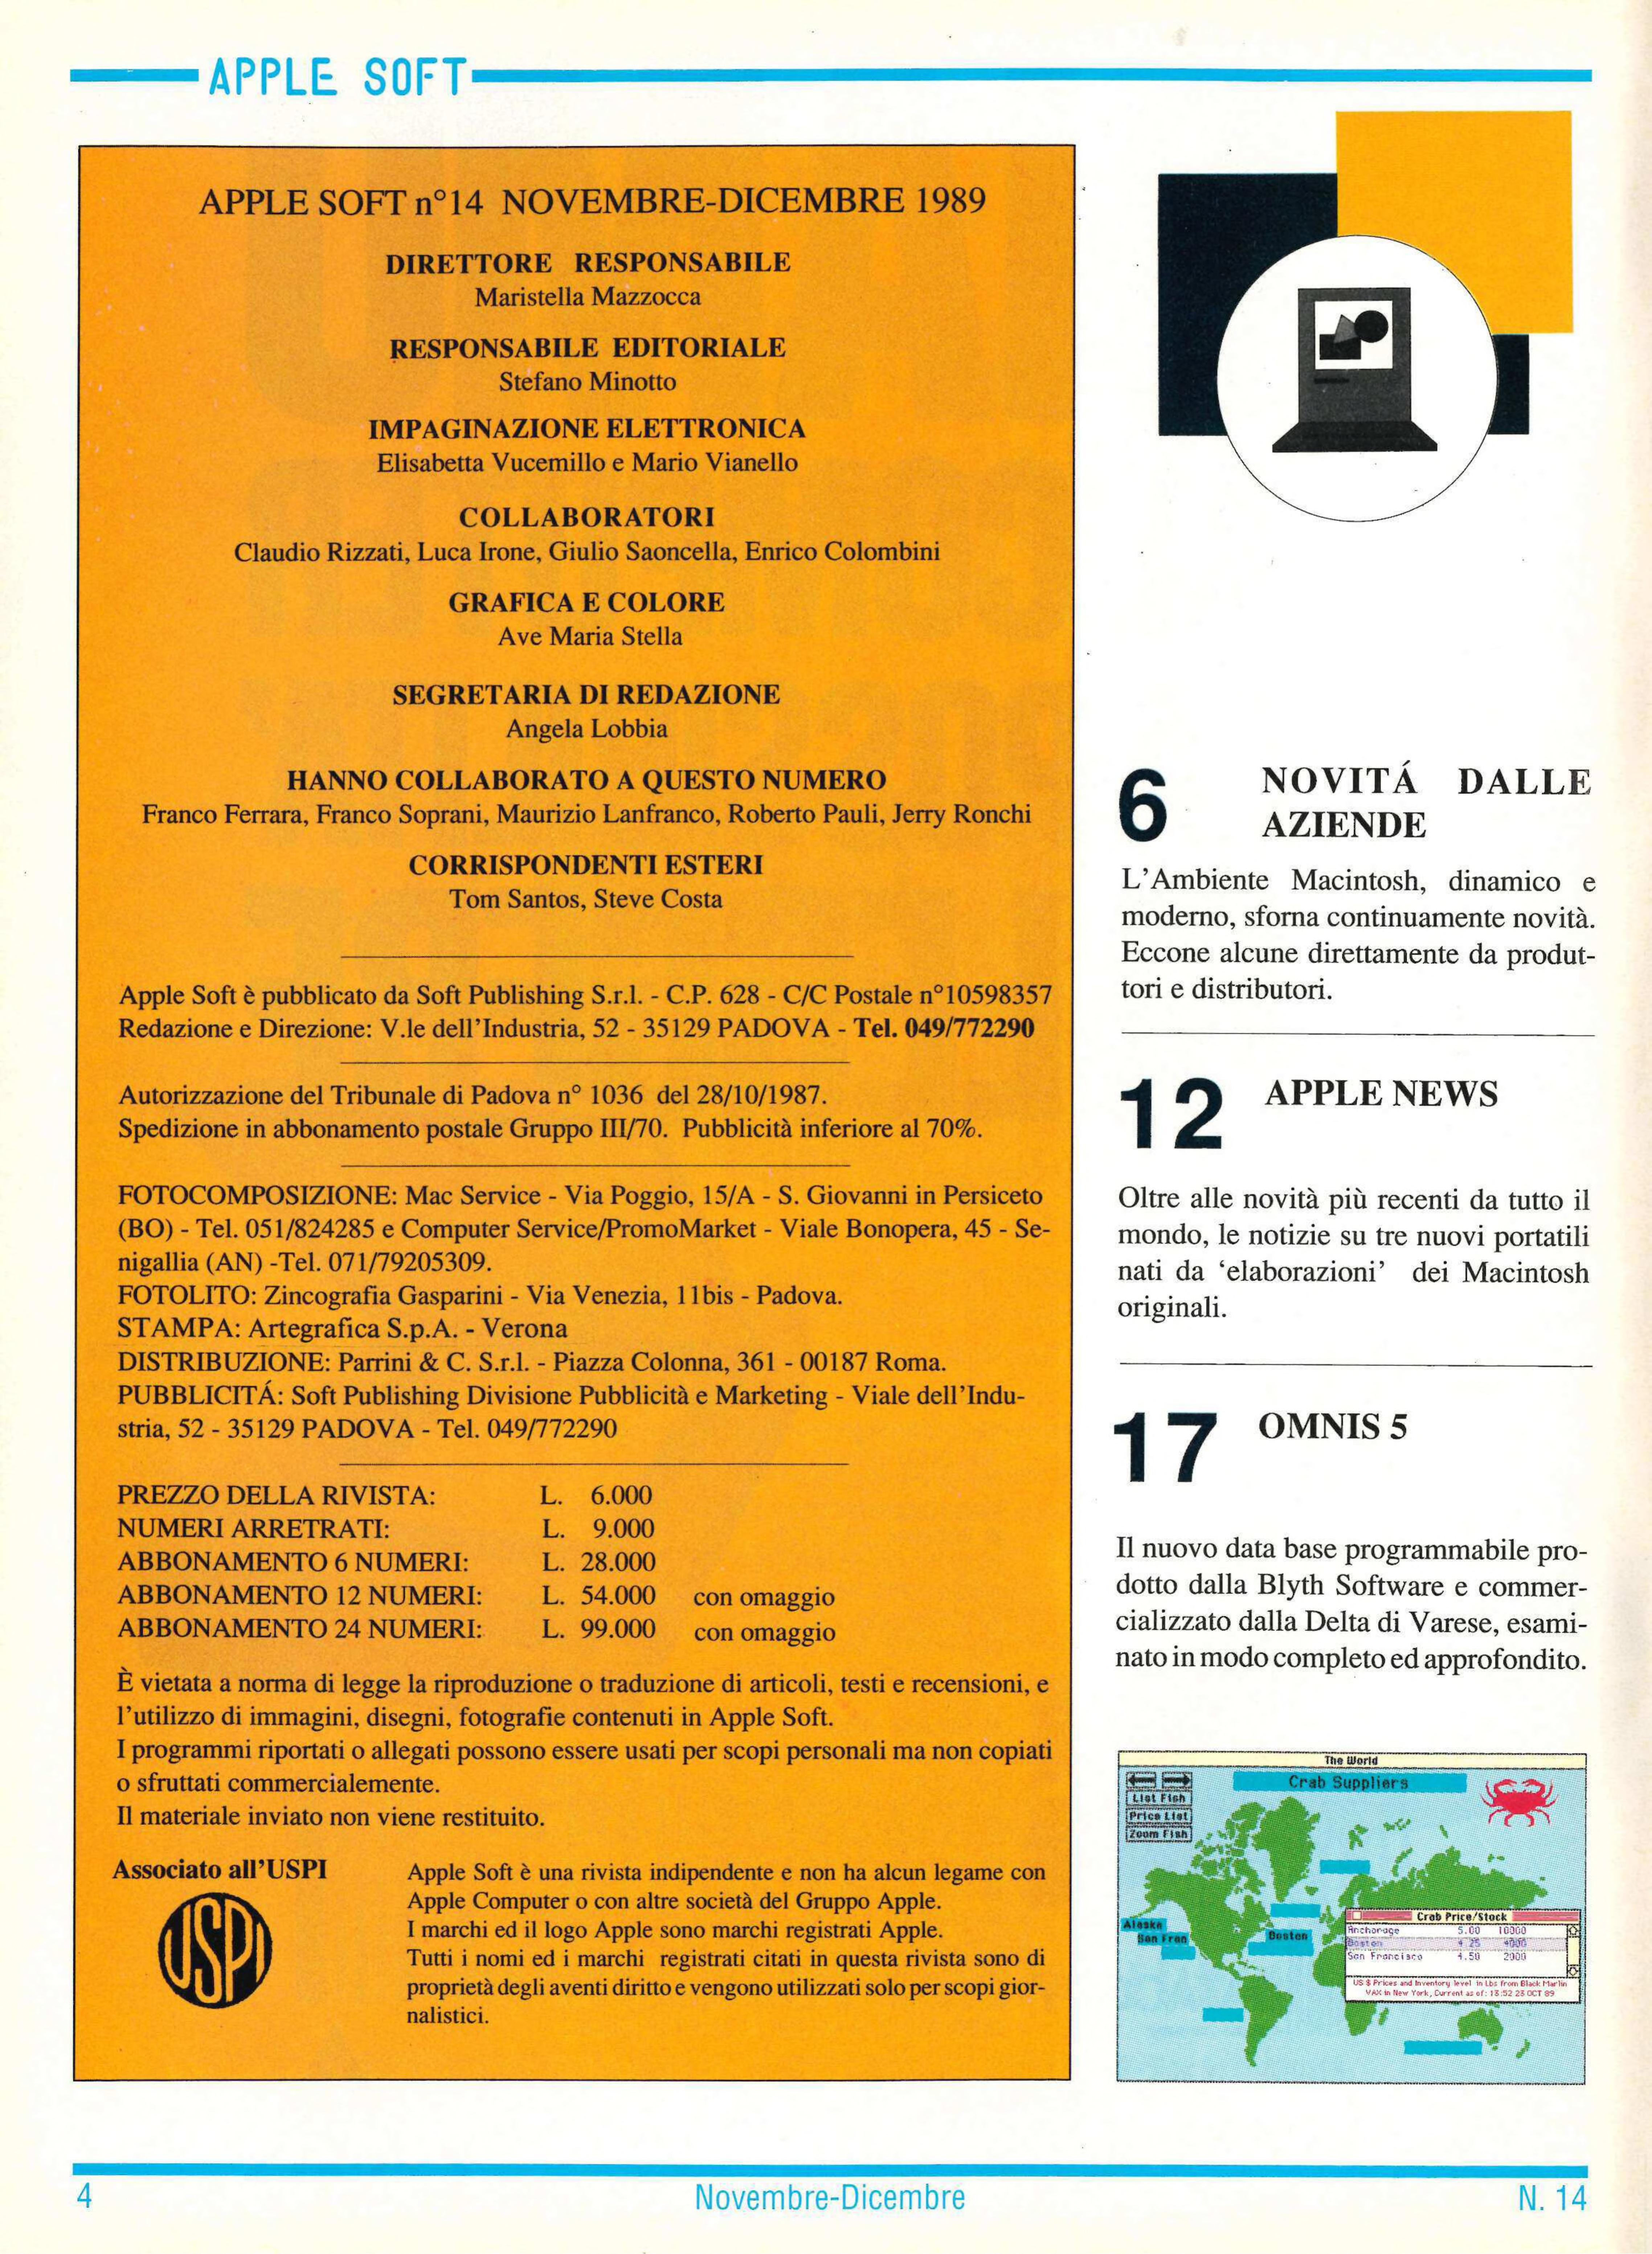 APPLE SOFT
APPLE SOFT n°14 NOVEMBRE-DICEMBRE 1989
DIRETTORE RESPONSABILE
Maristella Mazzocca
RESPONSABILE EDITORIALE
Stefano Minotto
IMPAGINAZIONE ELETTRONICA
Elisabetta Vucemillo e Mario Vianello
COLLABORATORI
Claudio Rizzati, Luca Irone, Giulio Saoncella, Enrico Colombini
GRAFICA E COLORE
Ave Maria Stella
SEGRETARIA DI REDAZIONE
Angela Lobbia
HANNO COLLABORATO A QUESTO NUMERO
Franco Ferrara, Franco Soprani, Maurizio Lanfranco, Roberto Pauli, Jerry Ronchi
CORRISPONDENTI ESTERI
Tom Santos, Steve Costa
Apple Soft è pubblicato da Soft Publishing S.r.l. - C.P. 628 - C/C Postale n°10598357
Redazione e Direzione: V.le dell'Industria, 52 - 35129 PADOVA - Tel. 049/772290
Autorizzazione del Tribunale di Padova n° 1036 del 28/10/1987.
Spedizione in abbonamento postale Gruppo III/70. Pubblicità inferiore al 70%.
FOTOCOMPOSIZIONE: Mac Service - Via Poggio, 15/A - S. Giovanni in Persiceto
(BO) - Tel. 051/824285 e Computer Service/PromoMarket - Viale Bonopera, 45 - Se-
nigallia (AN) -Tel. 071/79205309.
FOTOLITO: Zincografia Gasparini - Via Venezia, 11bis - Padova.
STAMPA: Artegrafica S.p.A. - Verona
DISTRIBUZIONE: Parrini & C. S.r.l. - Piazza Colonna, 361 - 00187 Roma.
PUBBLICITÁ: Soft Publishing Divisione Pubblicità e Marketing - Viale dell'Indu-
stria, 52 - 35129 PADOVA - Tel. 049/772290
PREZZO DELLA RIVISTA: L. 6.000
NUMERI ARRETRATI: L. 9.000
ABBONAMENTO 6 NUMERI: L. 28.000
ABBONAMENTO 12 NUMERI: L. 54.000 con omaggio
ABBONAMENTO 24 NUMERI: L. 99.000 con omaggio
È vietata a norma di legge la riproduzione o traduzione di articoli, testi e recensioni, e
l'utilizzo di immagini, disegni, fotografie contenuti in Apple Soft.
I programmi riportati o allegati possono essere usati per scopi personali ma non copiati
o sfruttati commercialemente.
Il materiale inviato non viene restituito.
Associato all'USPI
USPI
Apple Soft è una rivista indipendente e non ha alcun legame con
Apple Computer o con altre società del Gruppo Apple.
I marchi ed il logo Apple sono marchi registrati Apple.
Tutti i nomi ed i marchi registrati citati in questa rivista sono di
proprietà degli aventi diritto e vengono utilizzati solo per scopi gior-
nalistici.
6 NOVITÁ DALLE
AZIENDE
L'Ambiente Macintosh, dinamico e
moderno, sforna continuamente novità.
Eccone alcune direttamente da produt-
tori e distributori.
12 APPLE NEWS
Oltre alle novità più recenti da tutto il
mondo, le notizie su tre nuovi portatili
nati da ‘elaborazioni’ dei Macintosh
originali.
17 OMNIS 5
Il nuovo data base programmabile pro-
dotto dalla Blyth Software e commer-
cializzato dalla Delta di Varese, esami-
nato in modo completo ed approfondito.
The World
Crab Suppliers
List Fish
Price List
Zoom Fish
Alaska
San Fran
Boston
Crab Price/Stock
Anchorage 5.00 10000
Boston 4.25 4000
San Francisco 4.50 2000
US $ Prices and Inventory level in Lbs from Black Marlin
VAX in New York, Current as of: 13:52 23 OCT 89
4
Novembre-Dicembre
N. 14